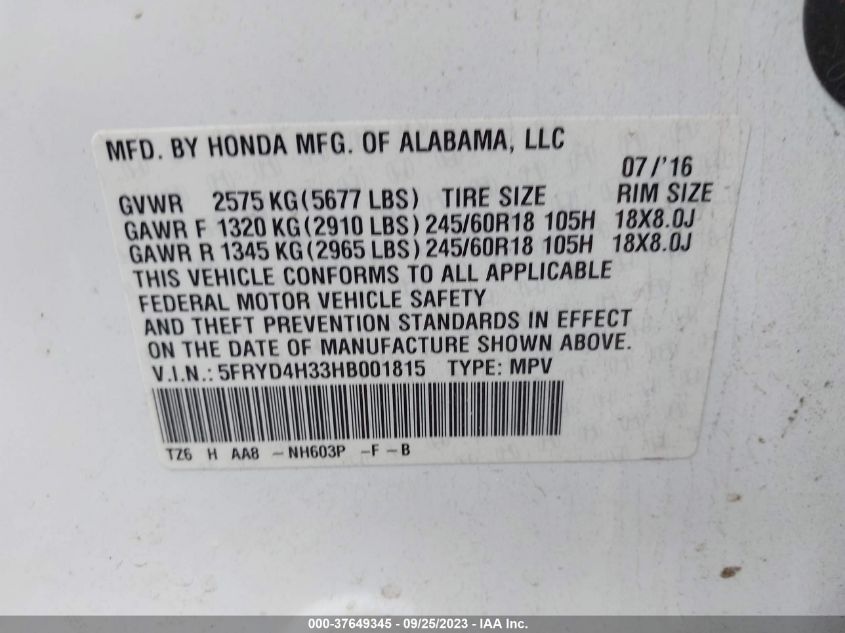 MFD. BY HONDA MFG. OF ALABAMA, LLC
07/'16
GVWR 2575 KG(5677 LBS) TIRE SIZE RIM SIZE
GAWR F 1320 KG(2910 LBS) 245/60R18 105H 18X8.0J
GAWR R 1345 KG(2965 LBS) 245/60R18 105H 18X8.0J
THIS VEHICLE CONFORMS TO ALL APPLICABLE
FEDERAL MOTOR VEHICLE SAFETY
AND THEFT PREVENTION STANDARDS IN EFFECT
ON THE DATE OF MANUFACTURE SHOWN ABOVE.
V.I.N.: 5FRYD4H33HB001815 TYPE: MPV
TZ6 H AA8 -NH603P -F-B
000-37649345 - 09/25/2023 - IAA Inc.